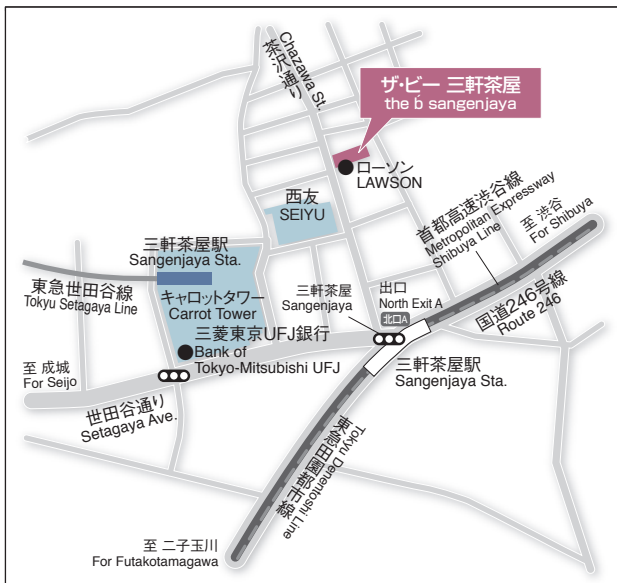 茶沢通り
Chazawa St.
ザ・ビー 三軒茶屋
the b sangenjaya
ローソン
LAWSON
西友
SEIYU
首都高速渋谷線
Metropolitan Expressway
Shibuya Line
至 渋谷
For Shibuya
三軒茶屋駅
Sangenjaya Sta.
東急世田谷線
Tokyu Setagaya Line
キャロットタワー
Carrot Tower
三軒茶屋
Sangenjaya
出口
North Exit A
北口A
国道246号線
Route 246
三菱東京UFJ銀行
Bank of
Tokyo-Mitsubishi UFJ
至 成城
For Seijo
三軒茶屋駅
Sangenjaya Sta.
世田谷通り
Setagaya Ave.
Tokyu Denentoshi Line
東急田園都市線
至 二子玉川
For Futakotamagawa